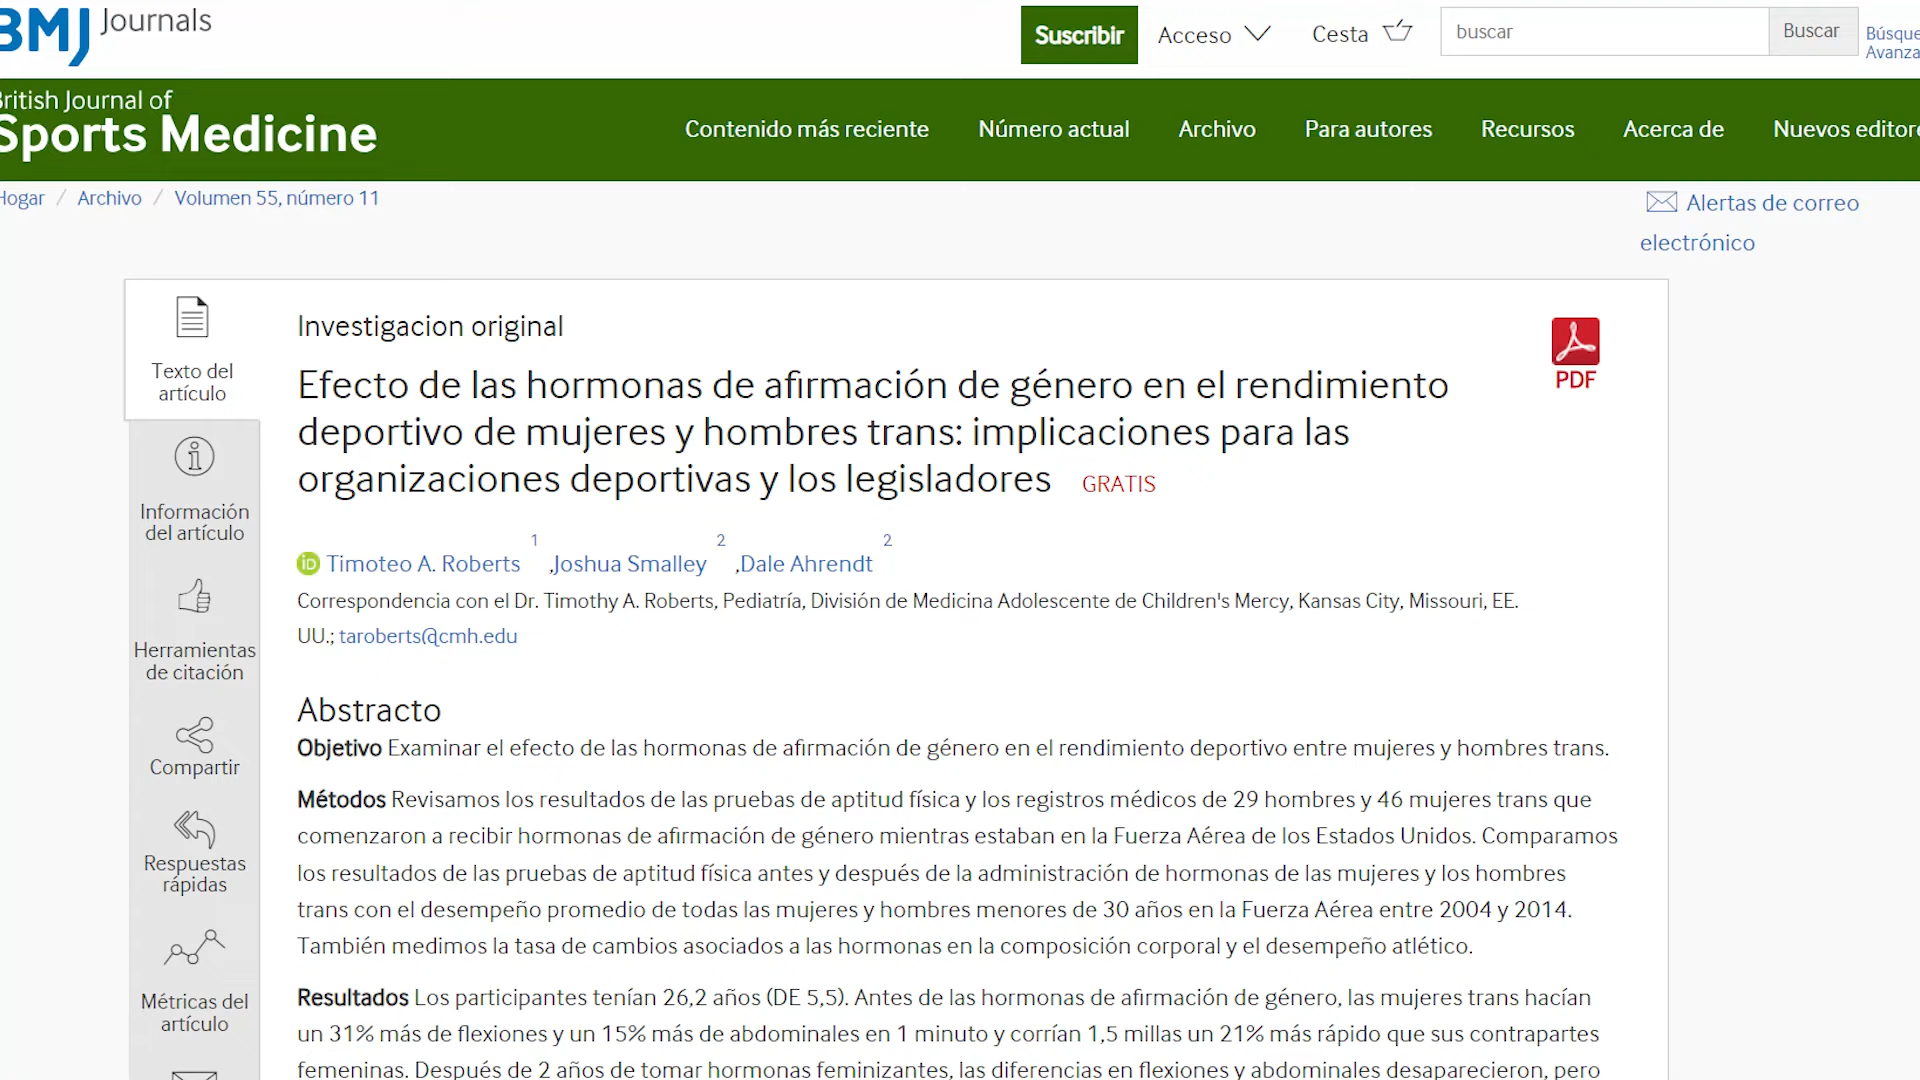 BMJ Journals
Suscribir
Acceso
Cesta
buscar
Buscar
Avanza
British Journal of
Sports Medicine
Contenido más reciente
Número actual
Archivo
Para autores
Recursos
Acerca de
Nuevos editore
Hogar / Archivo / Volumen 55, número 11
Alertas de correo
electrónico
Texto del
artículo
Información
del artículo
Herramientas
de citación
Compartir
Respuestas
rápidas
Métricas del
artículo
Investigacion original
PDF
Efecto de las hormonas de afirmación de género en el rendimiento
deportivo de mujeres y hombres trans: implicaciones para las
organizaciones deportivas y los legisladores GRATIS
iD Timoteo A. Roberts 1 ,Joshua Smalley 2 ,Dale Ahrendt 2
Correspondencia con el Dr. Timothy A. Roberts, Pediatría, División de Medicina Adolescente de Children's Mercy, Kansas City, Missouri, EE.
UU.; taroberts@cmh.edu
Abstracto
Objetivo Examinar el efecto de las hormonas de afirmación de género en el rendimiento deportivo entre mujeres y hombres trans.
Métodos Revisamos los resultados de las pruebas de aptitud física y los registros médicos de 29 hombres y 46 mujeres trans que
comenzaron a recibir hormonas de afirmación de género mientras estaban en la Fuerza Aérea de los Estados Unidos. Comparamos
los resultados de las pruebas de aptitud física antes y después de la administración de hormonas de las mujeres y los hombres
trans con el desempeño promedio de todas las mujeres y hombres menores de 30 años en la Fuerza Aérea entre 2004 y 2014.
También medimos la tasa de cambios asociados a las hormonas en la composición corporal y el desempeño atlético.
Resultados Los participantes tenían 26,2 años (DE 5,5). Antes de las hormonas de afirmación de género, las mujeres trans hacían
un 31% más de flexiones y un 15% más de abdominales en 1 minuto y corrían 1,5 millas un 21% más rápido que sus contrapartes
femeninas. Después de 2 años de tomar hormonas feminizantes, las diferencias en flexiones y abdominales desaparecieron, pero